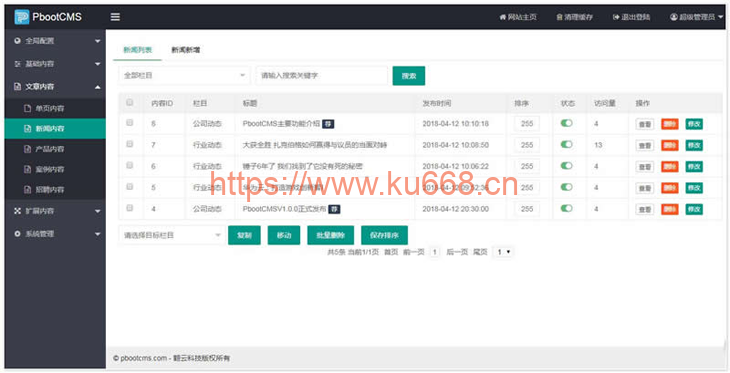 PbootCMS
网站主页 清理缓存 退出登陆 超级管理员
全局配置
基础内容
文章内容
单页内容
新闻内容
产品内容
案例内容
招聘内容
扩展内容
系统管理
新闻列表 新闻新增
全部栏目 请输入搜索关键字 搜索
内容ID 栏目 标题 发布时间 排序 状态 访问量 操作
8 公司动态 PbootCMS主要功能介绍 荐 2018-04-12 10:10:18 255 4 查看 删除 修改
7 行业动态 大获全胜 扎克伯格如何赢得与议员的当面对峙 2018-04-12 10:08:50 255 13 查看 删除 修改
6 行业动态 锤子6年了 我们找到了它没有死的秘密 2018-04-12 10:06:22 255 4 查看 删除 修改
5 行业动态 2018-04-12 255 4 查看 删除 修改
4 公司动态 PbootCMSV1.0.0正式发布 荐 2018-04-12 20:30:00 255 4 查看 删除 修改
https://www.ku668.cn
请选择目标栏目 复制 移动 批量删除 保存排序
共5条 当前1/1页 首页 前一页 1 后一页 尾页 1
© pbootcms.com - 翱云科技版权所有